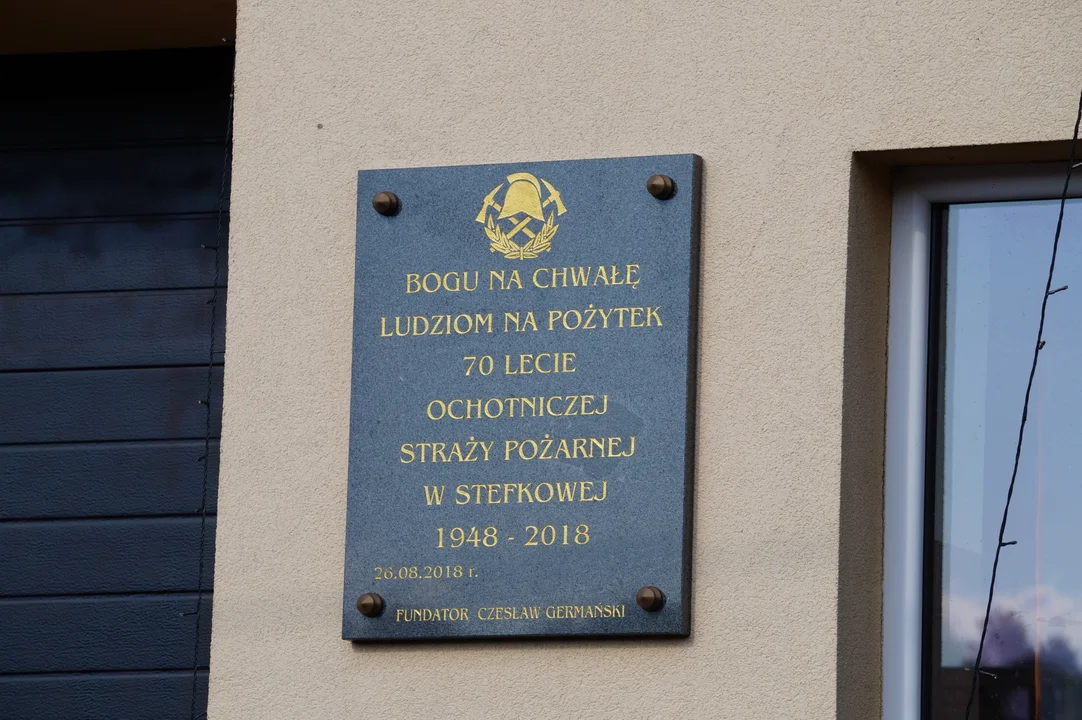 BOGU NA CHWAŁĘ
LUDZIOM NA POŻYTEK
70 LECIE
OCHOTNICZEJ
STRAŻY POŻARNEJ
W STEFKOWEJ
1948 - 2018
26.08.2018 r.
FUNDATOR CZESŁAW GERMAŃSKI